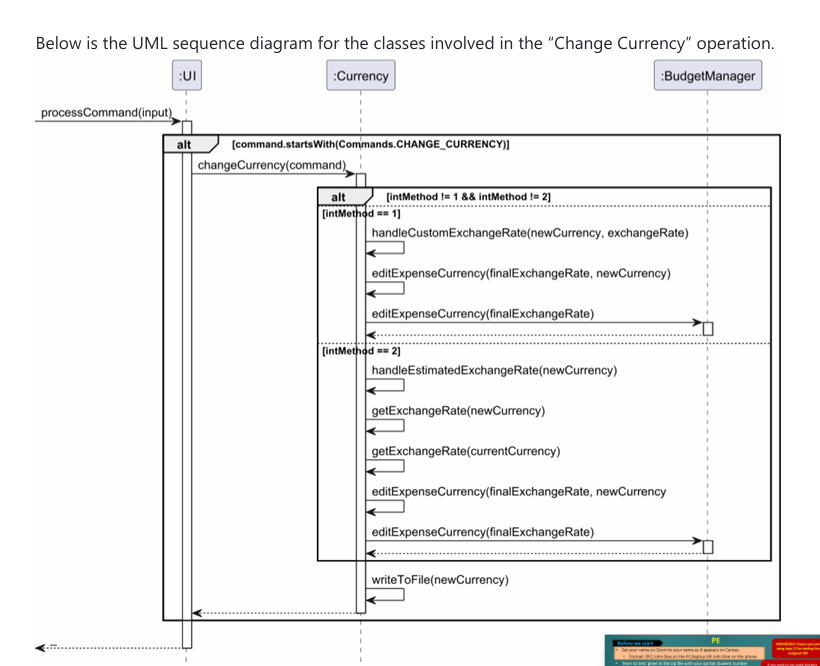 Below is the UML sequence diagram for the classes involved in the “Change Currency” operation.
:UI
:Currency
:BudgetManager
processCommand(input)
alt
[command.startsWith(Commands.CHANGE_CURRENCY)]
changeCurrency(command)
alt
[intMethod != 1 && intMethod != 2]
[intMethod == 1]
handleCustomExchangeRate(newCurrency, exchangeRate)
editExpenseCurrency(finalExchangeRate, newCurrency)
editExpenseCurrency(finalExchangeRate)
[intMethod == 2]
handleEstimatedExchangeRate(newCurrency)
getExchangeRate(newCurrency)
getExchangeRate(currentCurrency)
editExpenseCurrency(finalExchangeRate, newCurrency
editExpenseCurrency(finalExchangeRate)
writeToFile(newCurrency)
Before we start
PE